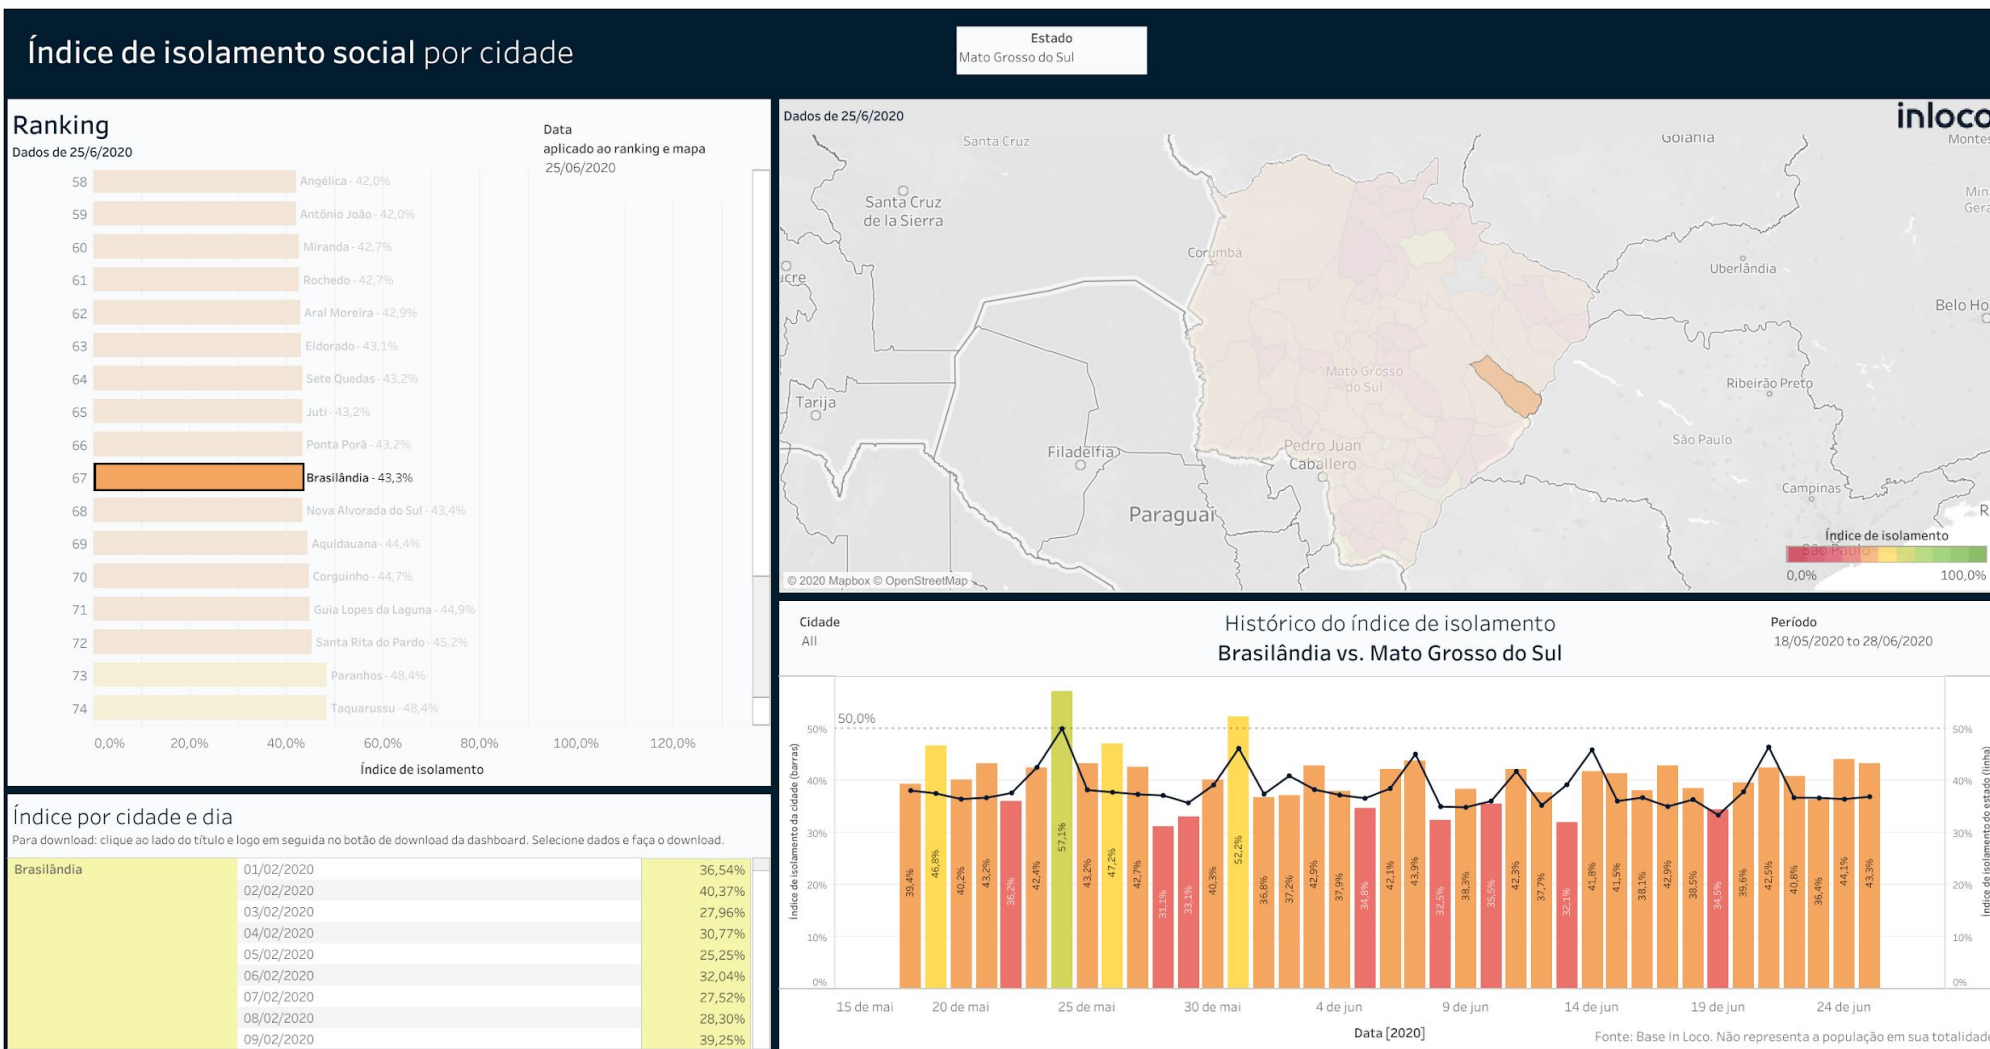 Índice de isolamento social por cidade
Estado
Mato Grosso do Sul
Ranking
Dados de 25/6/2020
Data
aplicado ao ranking e mapa
25/06/2020
58 Angélica - 42,0%
59 Antônio João - 42,0%
60 Miranda - 42,7%
61 Rochedo - 42,7%
62 Aral Moreira - 42,9%
63 Eldorado - 43,1%
64 Sete Quedas - 43,2%
65 Juti - 43,2%
66 Ponta Porã - 43,2%
67 Brasilândia - 43,3%
68 Nova Alvorada do Sul - 43,4%
69 Aquidauana - 44,4%
70 Corguinho - 44,7%
71 Guia Lopes da Laguna - 44,9%
72 Santa Rita do Pardo - 45,2%
73 Paranhos - 48,4%
74 Taquarussu - 48,4%
0,0% 20,0% 40,0% 60,0% 80,0% 100,0% 120,0%
Índice de isolamento
Índice por cidade e dia
Para download: clique ao lado do título e logo em seguida no botão de download da dashboard. Selecione dados e faça o download.
Brasilândia 01/02/2020 36,54%
02/02/2020 40,37%
03/02/2020 27,96%
04/02/2020 30,77%
05/02/2020 25,25%
06/02/2020 32,04%
07/02/2020 27,52%
08/02/2020 28,30%
09/02/2020 39,25%
Dados de 25/6/2020
inloco
Santa Cruz
Goiânia
Montes
Santa Cruz
de la Sierra
Minas
Gera
Corumbá
ucre
Uberlândia
Belo Ho
Mato Grosso
do Sul
Tarija
Ribeirão Preto
Filadélfia
Pedro Juan
Caballero
São Paulo
Campinas
Paraguai
R
Índice de isolamento
São Paulo
0,0% 100,0%
© 2020 Mapbox © OpenStreetMap
Cidade
All
Histórico do índice de isolamento
Brasilândia vs. Mato Grosso do Sul
Período
18/05/2020 to 28/06/2020
Índice de isolamento da cidade (barras)
50%
40%
30%
20%
10%
0%
50,0%
39,4%
46,8%
40,2%
43,2%
36,2%
42,4%
57,1%
43,2%
47,2%
42,7%
31,1%
33,1%
40,3%
52,2%
36,8%
37,2%
42,9%
37,9%
34,8%
42,1%
43,9%
32,5%
38,3%
35,5%
42,3%
37,7%
32,1%
41,8%
41,5%
38,1%
42,9%
38,5%
34,5%
39,6%
42,5%
40,8%
36,4%
44,1%
43,3%
50%
40%
30%
20%
10%
0%
Índice de isolamento do estado (linha)
15 de mai 20 de mai 25 de mai 30 de mai 4 de jun 9 de jun 14 de jun 19 de jun 24 de jun
Data [2020]
Fonte: Base In Loco. Não representa a população em sua totalidade